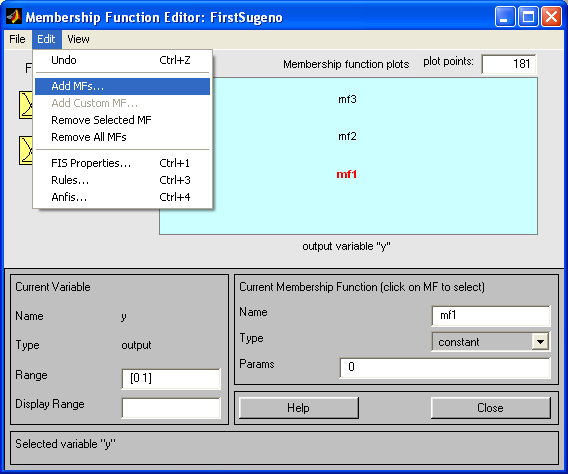 Membership Function Editor: FirstSugeno
File Edit View
Undo Ctrl+Z
Add MFs...
Add Custom MF...
Remove Selected MF
Remove All MFs
FIS Properties... Ctrl+1
Rules... Ctrl+3
Anfis... Ctrl+4
Membership function plots plot points: 181
mf3
mf2
mf1
output variable "y"
Current Variable
Name y
Type output
Range [0 1]
Display Range
Current Membership Function (click on MF to select)
Name mf1
Type constant
Params 0
Help Close
Selected variable "y"